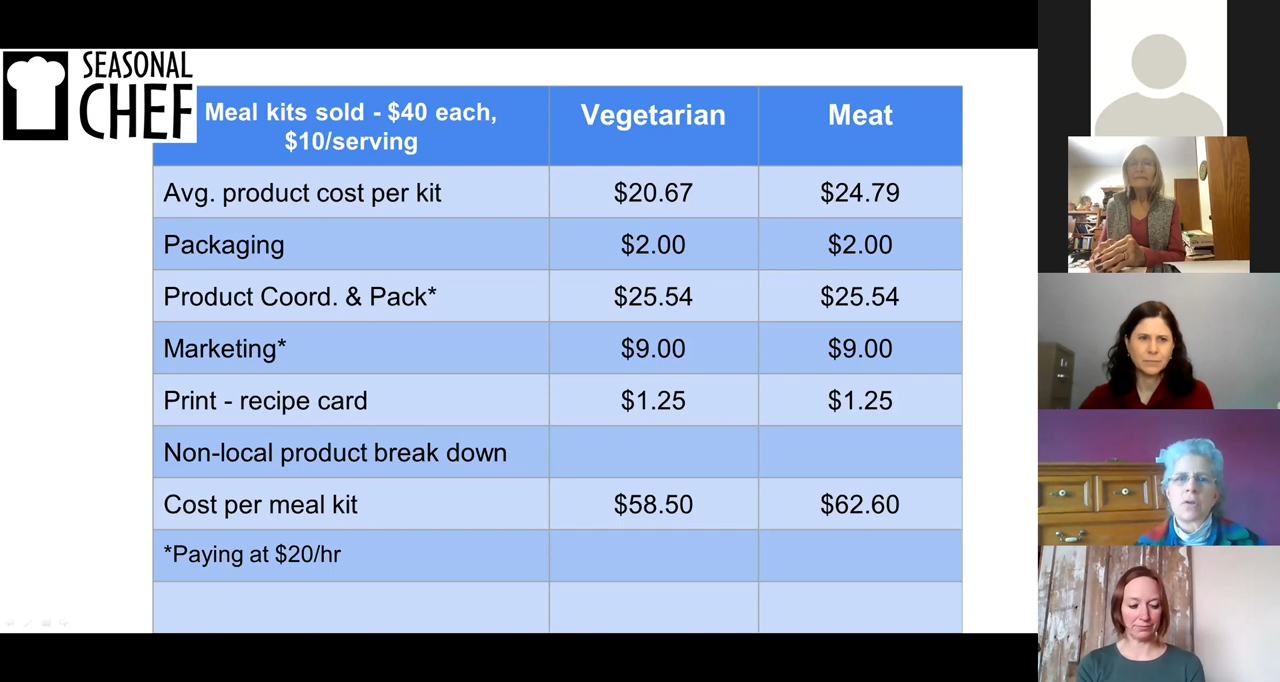 SEASONAL
CHEF
Meal kits sold - $40 each,
$10/serving
Vegetarian
Meat
Avg. product cost per kit $20.67 $24.79
Packaging $2.00 $2.00
Product Coord. & Pack* $25.54 $25.54
Marketing* $9.00 $9.00
Print - recipe card $1.25 $1.25
Non-local product break down
Cost per meal kit $58.50 $62.60
*Paying at $20/hr